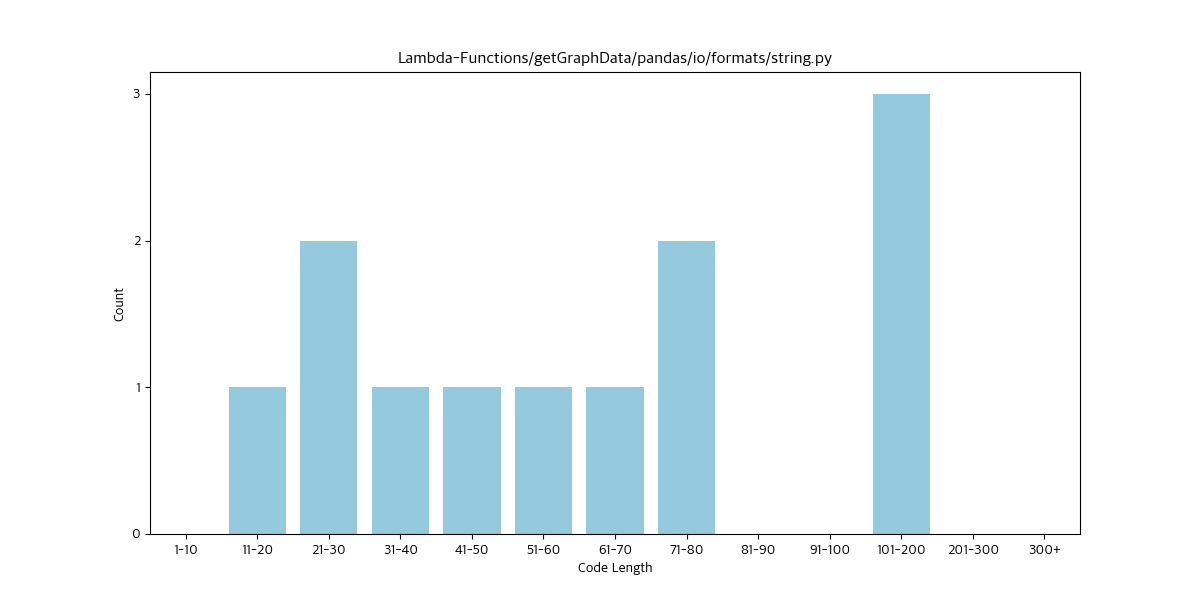 Lambda-Functions/getGraphData/pandas/io/formats/string.py
3
2
1
0
Count
1-10 11-20 21-30 31-40 41-50 51-60 61-70 71-80 81-90 91-100 101-200 201-300 300+
Code Length